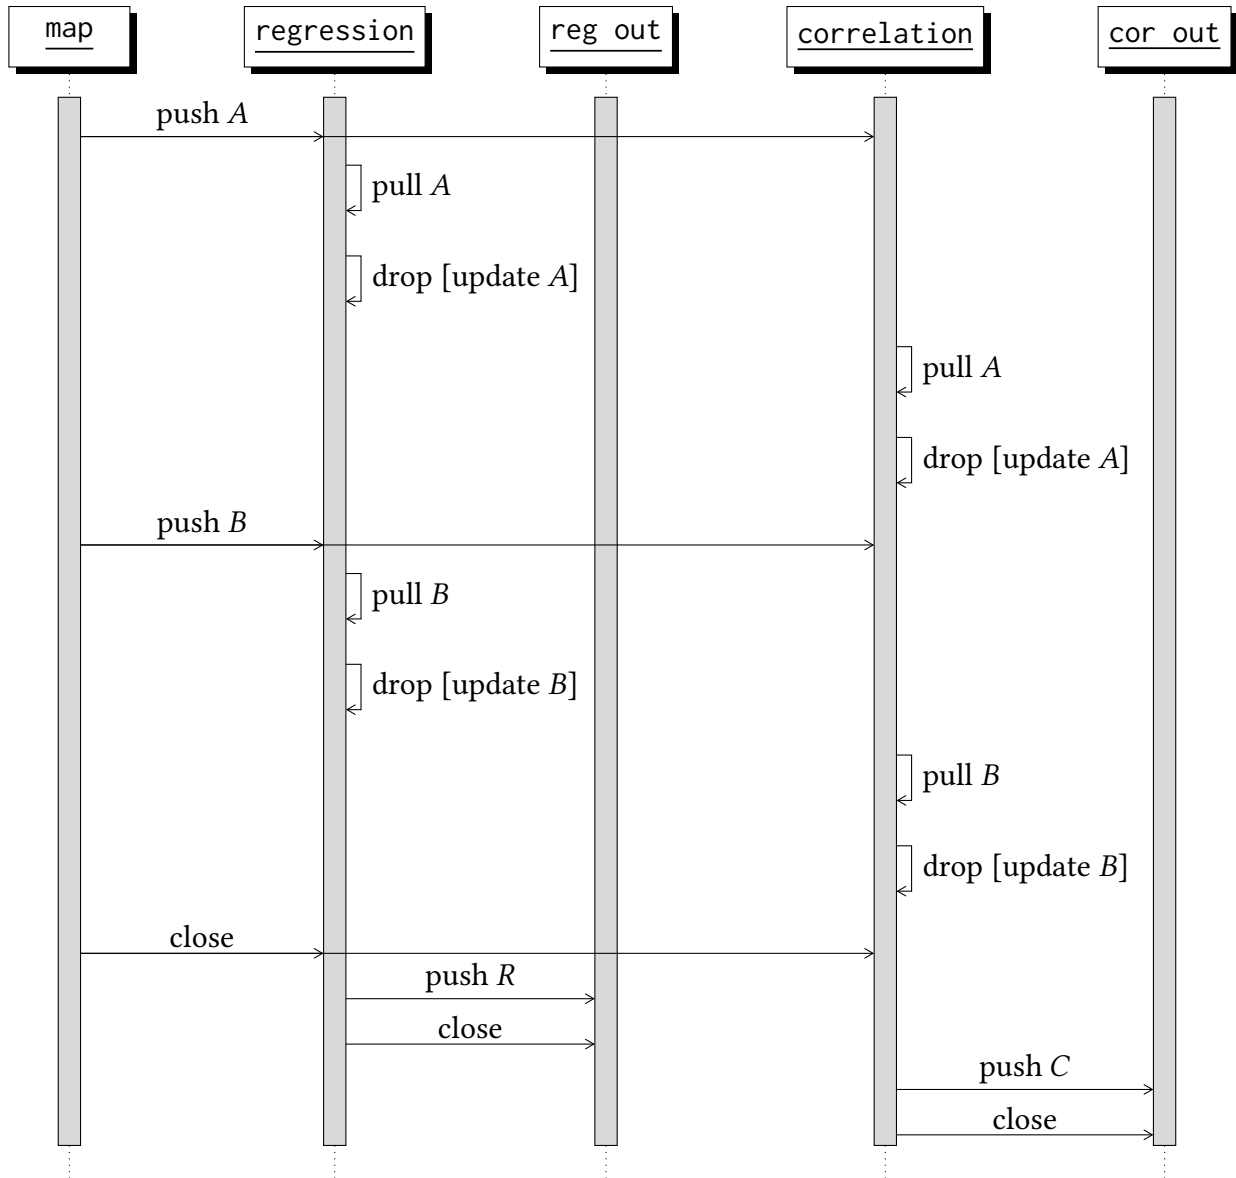 map
regression
reg out
correlation
cor out
push A
pull A
drop [update A]
pull A
drop [update A]
push B
pull B
drop [update B]
pull B
drop [update B]
close
push R
close
push C
close